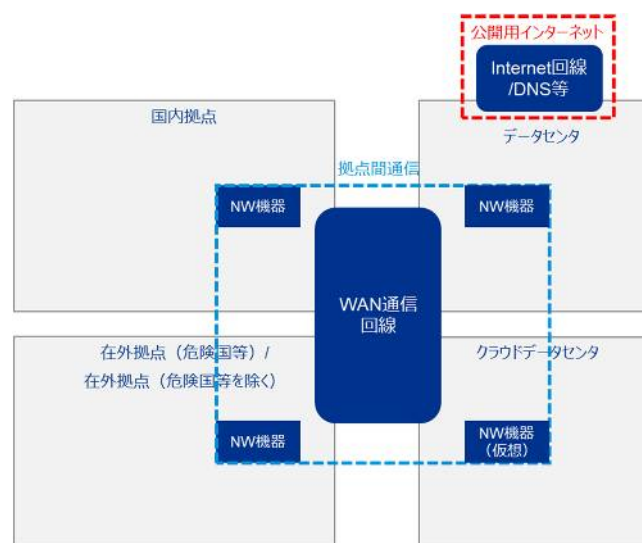 公開用インターネット
Internet回線
/DNS等
国内拠点
データセンタ
拠点間通信
NW機器
NW機器
WAN通信
回線
在外拠点（危険国等）/
在外拠点（危険国等を除く）
クラウドデータセンタ
NW機器
NW機器
（仮想）